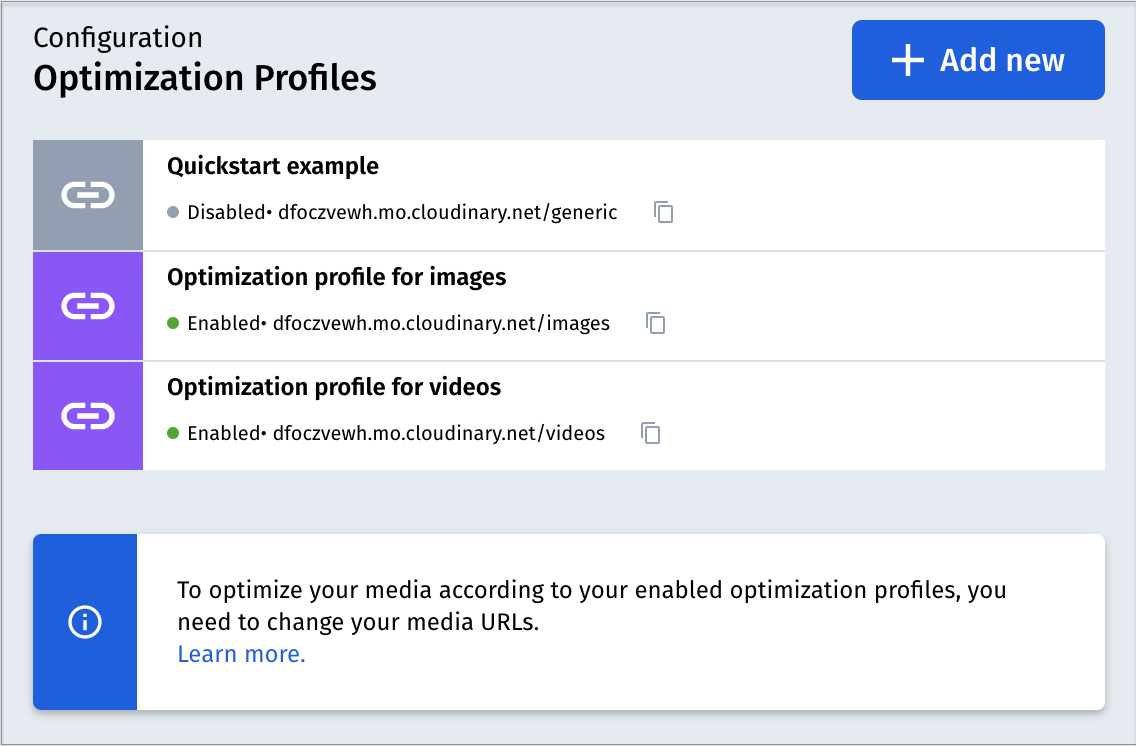 Configuration
Optimization Profiles
Add new
Quickstart example
Disabled• dfoczvewh.mo.cloudinary.net/generic
Optimization profile for images
Enabled• dfoczvewh.mo.cloudinary.net/images
Optimization profile for videos
Enabled• dfoczvewh.mo.cloudinary.net/videos
To optimize your media according to your enabled optimization profiles, you
need to change your media URLs.
Learn more.